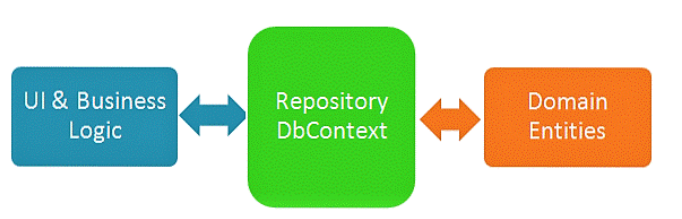 UI & Business
Logic
Repository
DbContext
Domain
Entities